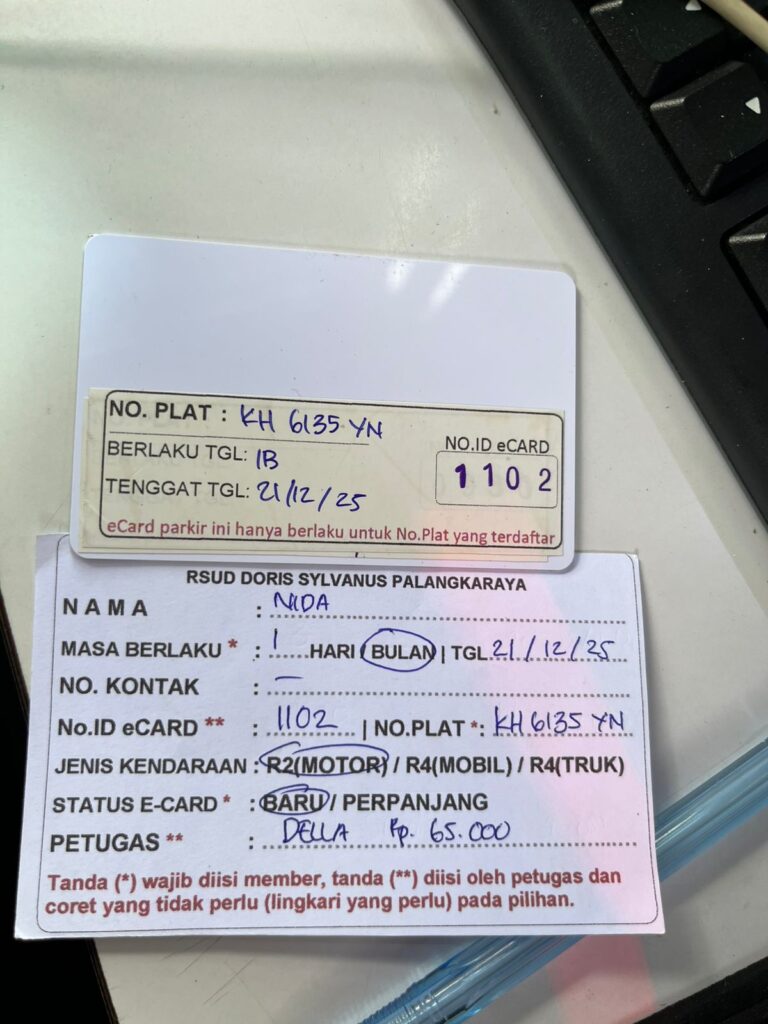 NO. PLAT : KH 6135 YN
BERLAKU TGL: 1B
NO.ID eCARD
1102
TENGGAT TGL: 21/12/25
eCard parkir ini hanya berlaku untuk No.Plat yang terdaftar
RSUD DORIS SYLVANUS PALANGKARAYA
NAMA : NIDA
MASA BERLAKU * : 1 HARI / BULAN | TGL 21/12/25
NO. KONTAK : —
No.ID eCARD ** : 1102 | NO.PLAT *: KH 6135 YN
JENIS KENDARAAN : R2(MOTOR) / R4(MOBIL) / R4(TRUK)
STATUS E-CARD * : BARU / PERPANJANG
PETUGAS ** : DELLA Rp. 65.000
Tanda (*) wajib diisi member, tanda (**) diisi oleh petugas dan
coret yang tidak perlu (lingkari yang perlu) pada pilihan.